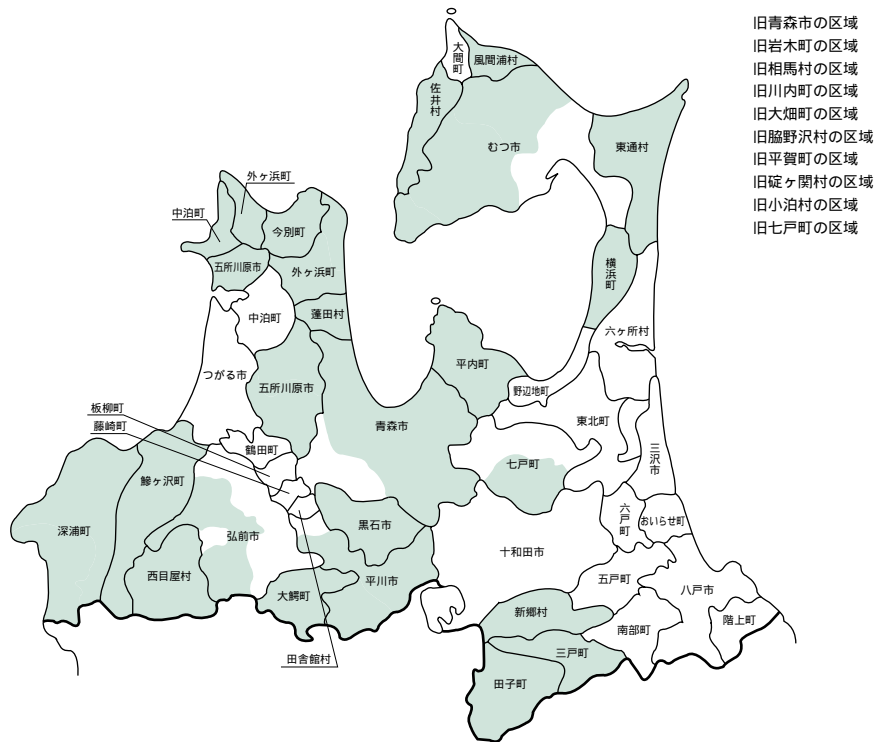 旧青森市の区域
旧岩木町の区域
旧相馬村の区域
旧川内町の区域
旧大畑町の区域
旧脇野沢村の区域
旧平賀町の区域
旧碇ヶ関村の区域
旧小泊村の区域
旧七戸町の区域
大間町
風間浦村
佐井村
むつ市
東通村
外ヶ浜町
中泊町
今別町
五所川原市
外ヶ浜町
横浜町
中泊町
蓬田村
六ヶ所村
つがる市
五所川原市
平内町
野辺地町
板柳町
藤崎町
青森市
東北町
鶴田町
七戸町
三沢市
鰺ヶ沢町
深浦町
弘前市
黒石市
六戸町
おいらせ町
十和田市
西目屋村
大鰐町
平川市
五戸町
八戸市
新郷村
南部町
階上町
田舎館村
三戸町
田子町